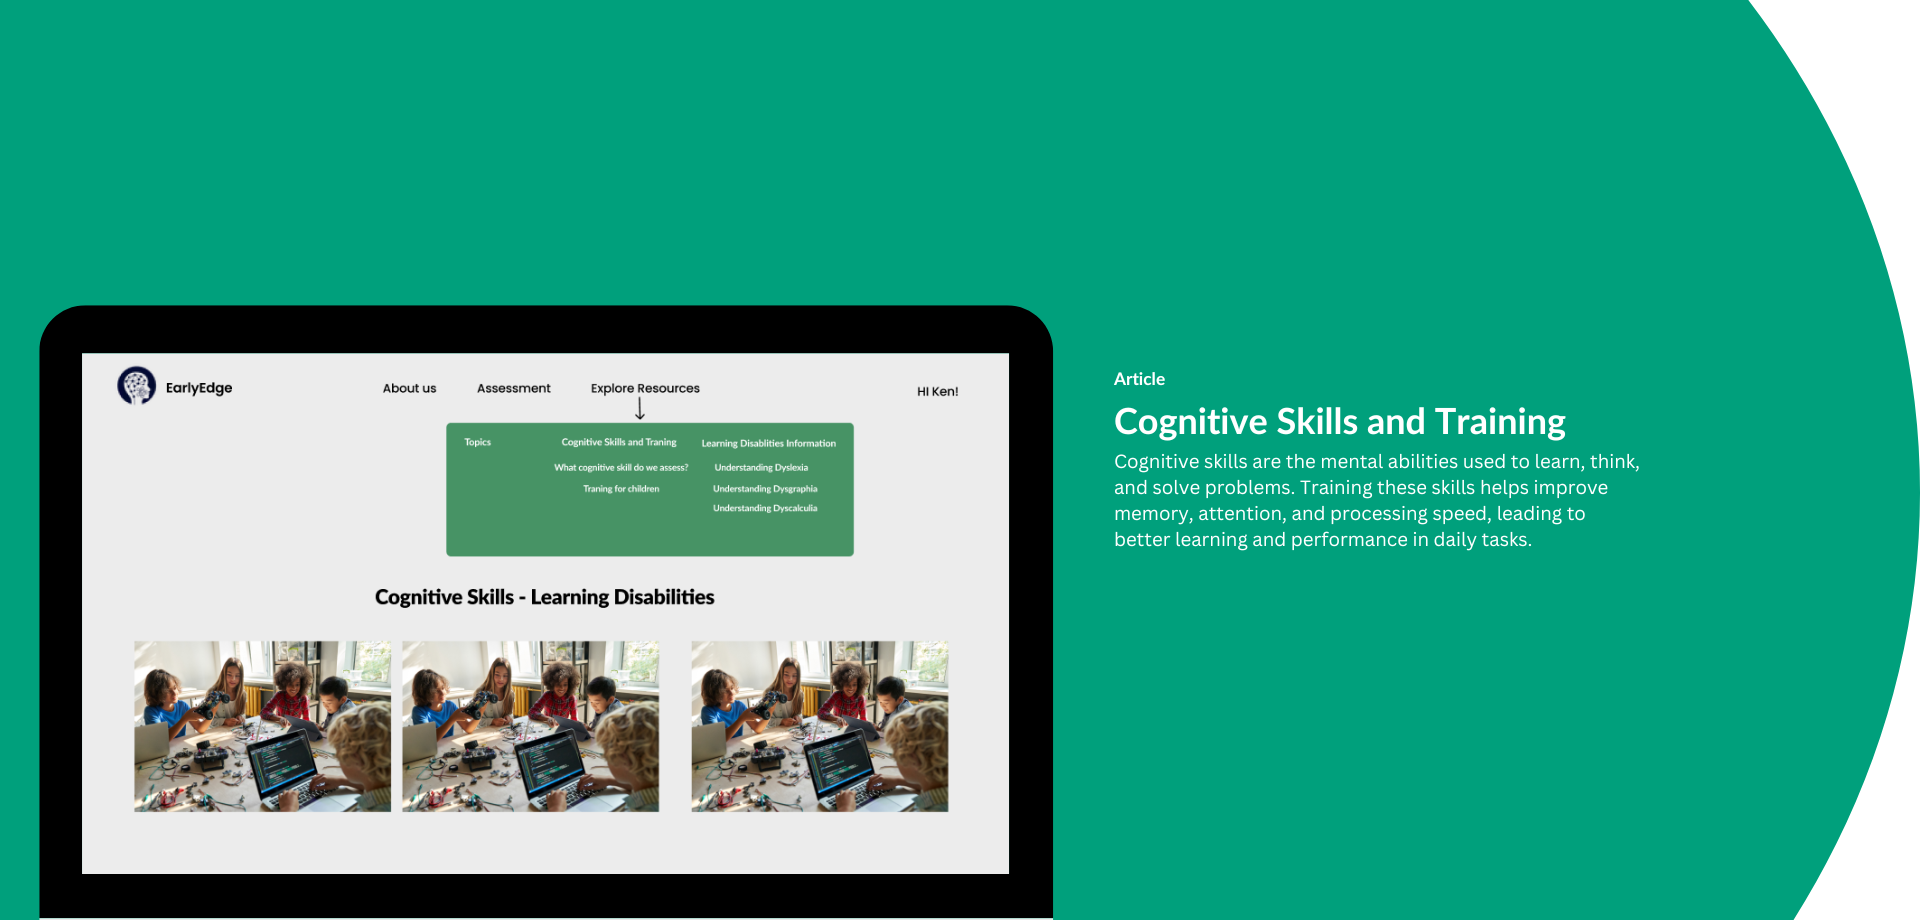 EarlyEdge
About us
Assessment
Explore Resources
HI Ken!
Topics
Cognitive Skills and Traning
Learning Disablities Information
What cognitive skill do we assess?
Understanding Dyslexia
Traning for children
Understanding Dysgraphia
Understanding Dyscalculia
Cognitive Skills - Learning Disabilities
Article
Cognitive Skills and Training
Cognitive skills are the mental abilities used to learn, think,
and solve problems. Training these skills helps improve
memory, attention, and processing speed, leading to
better learning and performance in daily tasks.